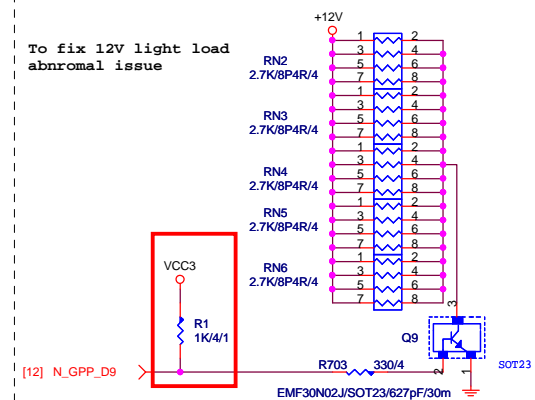 +12V
To fix 12V light load
abnromal issue
1 2
3 4
RN2
5 6
2.7K/8P4R/4
7 8
1 2
3 4
RN3
5 6
2.7K/8P4R/4
7 8
1 2
3 4
RN4
5 6
2.7K/8P4R/4
7 8
1 2
RN5
3 4
5 6
2.7K/8P4R/4
7 8
1 2
RN6
3 4
2.7K/8P4R/4
5 6
7 8
VCC3
R1
1K/4/1
3
Q9
SOT23
[12] N_GPP_D9
R703 330/4
2 1
EMF30N02J/SOT23/627pF/30m